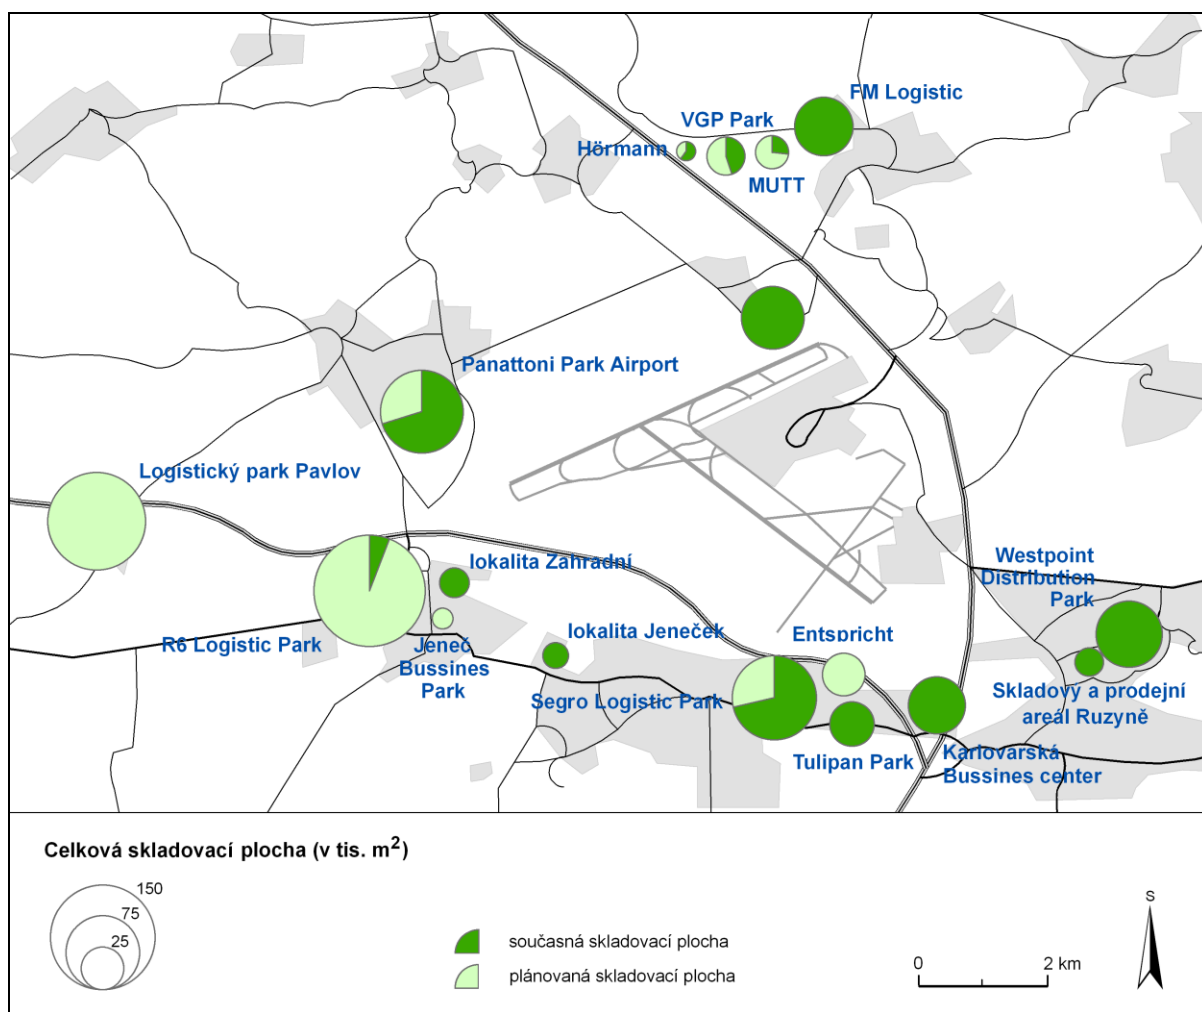 FM Logistic
VGP Park
Hörmann
MUTT
Panattoni Park Airport
Logistický park Pavlov
lokalita Zahradní
Westpoint
Distribution
Park
lokalita Jeneček
Entspricht
R6 Logistic Park
Jeneč
Bussines
Park
Segro Logistic Park
Skladový a prodejní
areál Ruzyně
Tulipan Park
Karlovarská
Bussines center
Celková skladovací plocha (v tis. m²)
150
75
25
současná skladovací plocha
plánovaná skladovací plocha
0
2 km
S